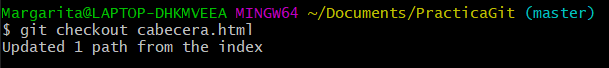 Margarita@LAPTOP-DHKMVEEA MINGW64 ~/Documents/PracticaGit (master)
$ git checkout cabecera.html
Updated 1 path from the index